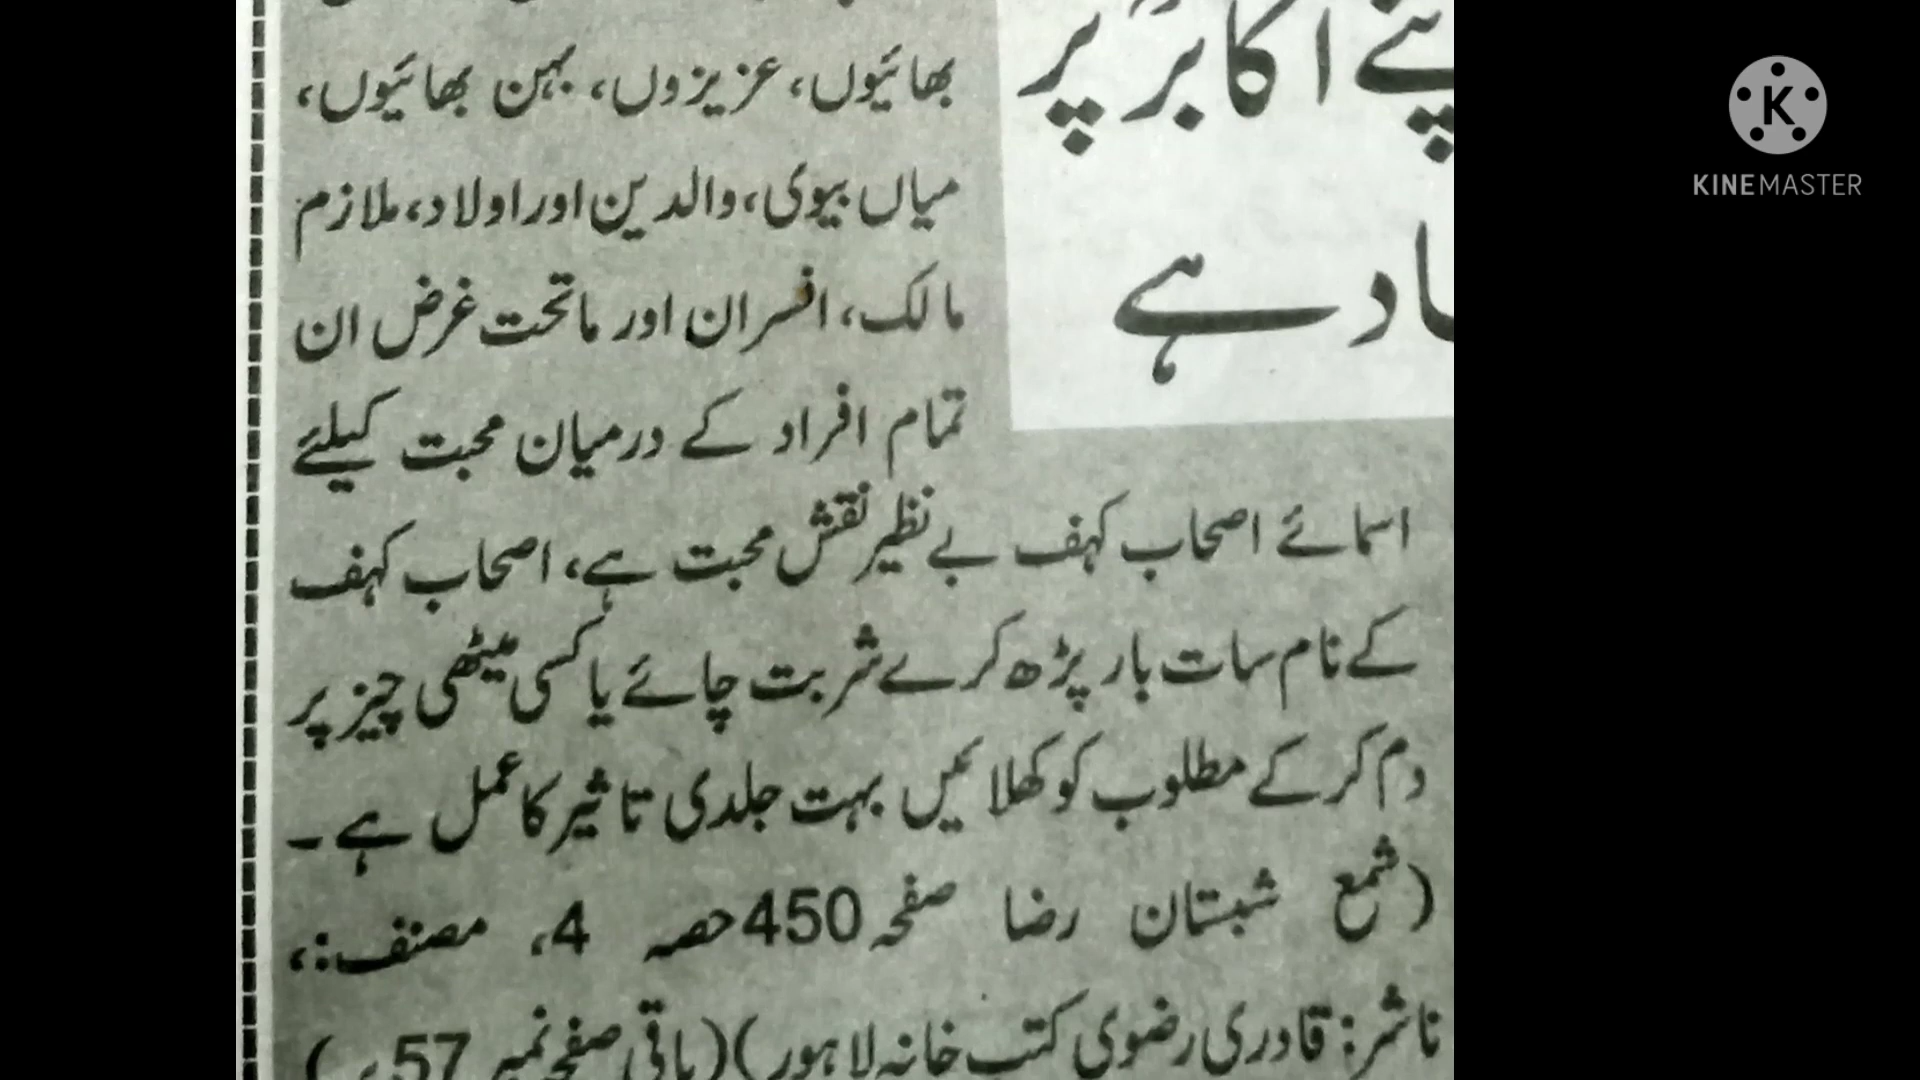 اپنے اکابرؒ پر
ہے
بھائیوں، عزیزوں، بہن بھائیوں،
میاں بیوی، والدین اور اولاد، ملازم
مالک، افسران اور ماتحت غرض ان
تمام افراد کے درمیان محبت کیلئے
اسمائے اصحاب کہف بے نظیر نقش محبت ہے، اصحاب کہف
کے نام سات بار پڑھ کر کے شربت چائے یا کسی میٹھی چیز پر
دم کر کے مطلوب کو کھلائیں بہت جلدی تاثیر کا عمل ہے۔
(شمع شبستان رضا صفحہ 450 حصہ 4، مصنف:،
ناشر: قادری رضوی کتب خانہ لاہور) (باقی صفحہ نمبر 57 پر)
KINEMASTER